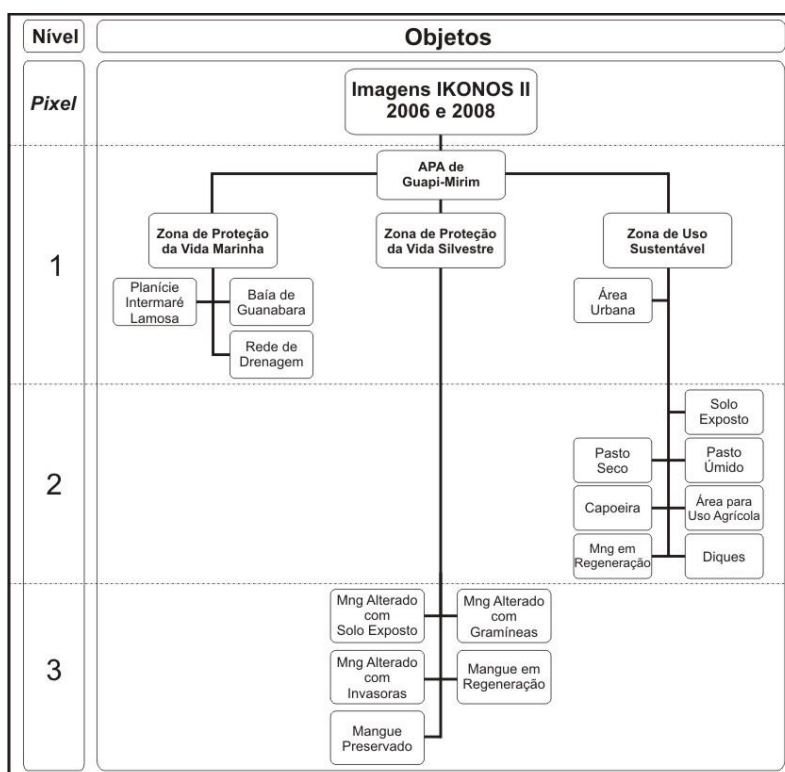 Nível
Objetos
Pixel
Imagens IKONOS II
2006 e 2008
1
APA de
Guapi-Mirim
Zona de Proteção
da Vida Marinha
Zona de Proteção
da Vida Silvestre
Zona de Uso
Sustentável
Planície
Intermaré
Lamosa
Baía de
Guanabara
Área
Urbana
Rede de
Drenagem
2
Solo
Exposto
Pasto
Seco
Pasto
Úmido
Capoeira
Área para
Uso Agrícola
Mng em
Regeneração
Diques
3
Mng Alterado
com
Solo Exposto
Mng Alterado
com
Gramíneas
Mng Alterado
com
Invasoras
Mangue em
Regeneração
Mangue
Preservado